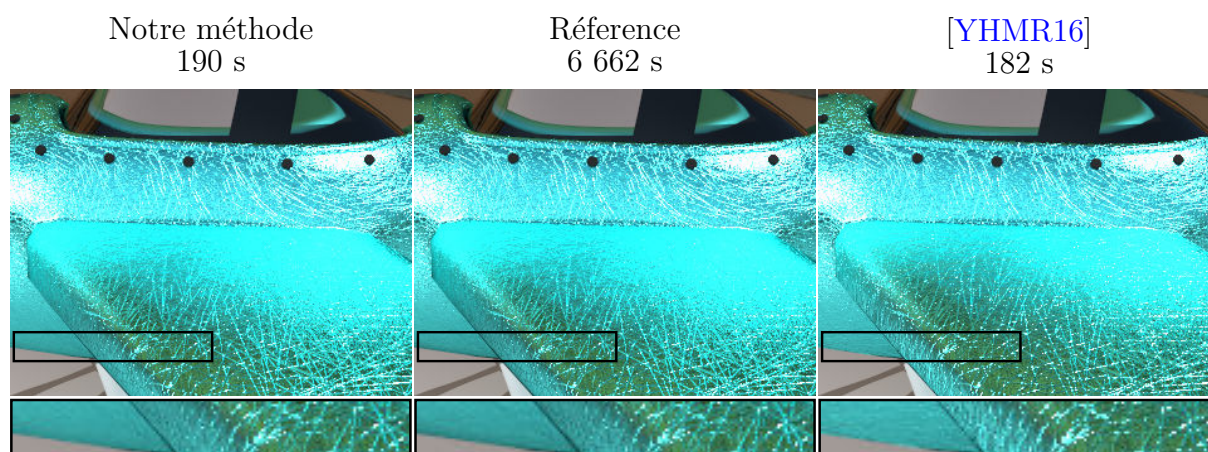 Notre méthode
190 s
Réference
6 662 s
[YHMR16]
182 s